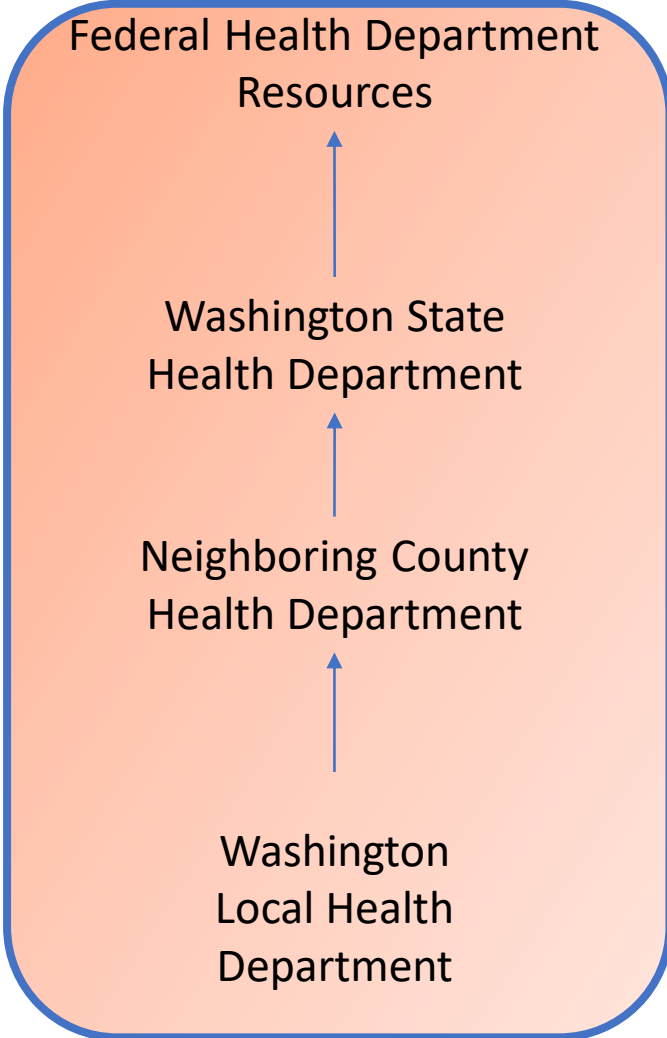 Federal Health Department
Resources
Washington State
Health Department
Neighboring County
Health Department
Washington
Local Health
Department